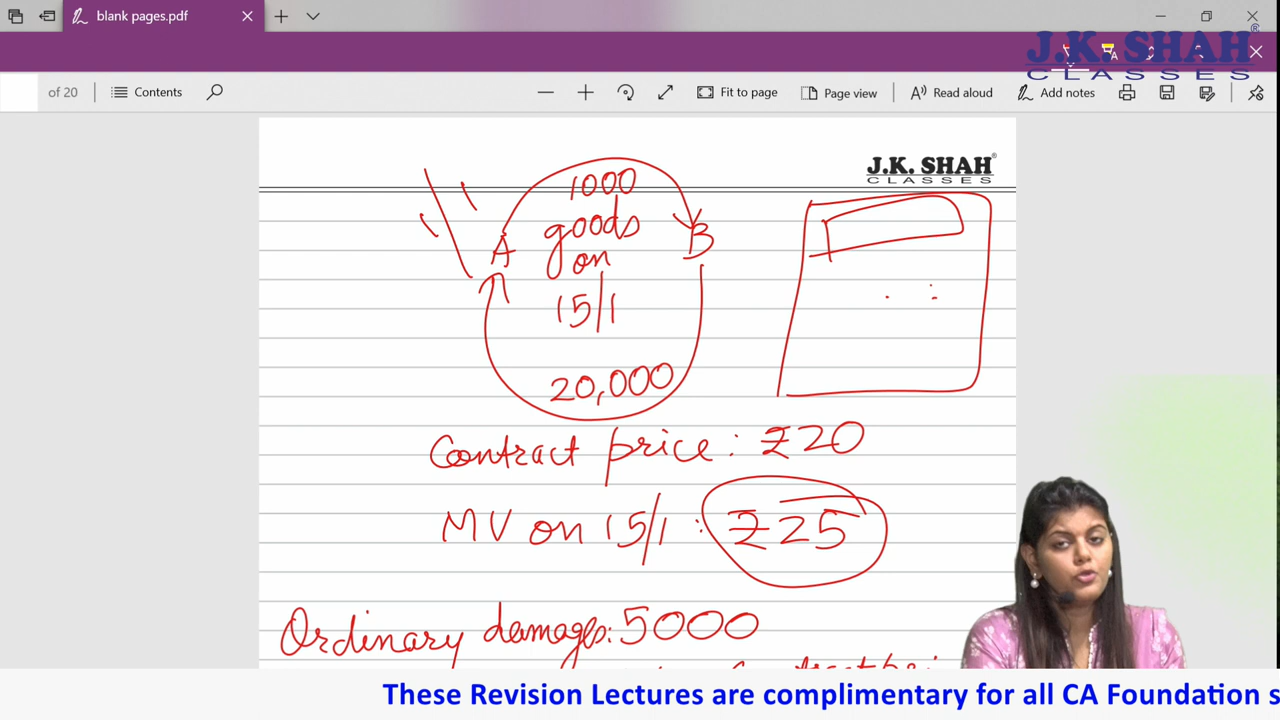 blank pages.pdf
J.K. SHAH®
CLASSES
of 20
Contents
Fit to page
Page view
Read aloud
Add notes
J.K. SHAH®
CLASSES
1000
goods
on
A B
15/1
20,000
Contract price: ₹20
MV on 15/1: ₹25
Ordinary damages: 5000
These Revision Lectures are complimentary for all CA Foundation s